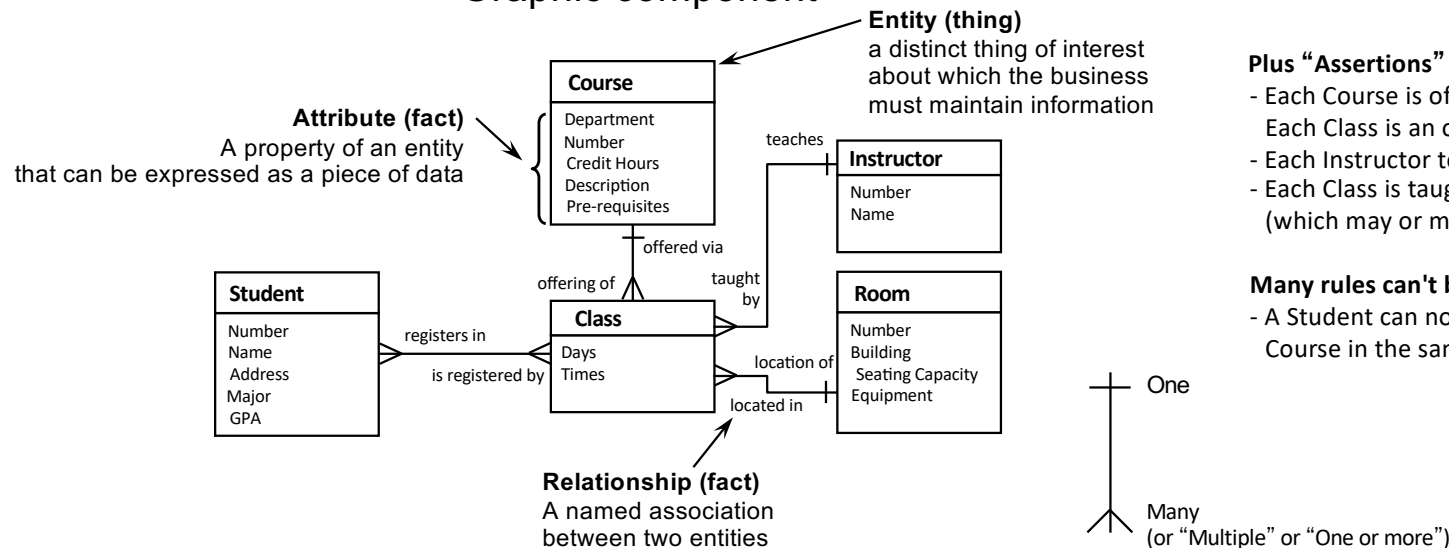 Graphic component
Entity (thing)
a distinct thing of interest
about which the business
must maintain information
Attribute (fact)
A property of an entity
that can be expressed as a piece of data
Course
Department
Number
Credit Hours
Description
Pre-requisites
teaches
Instructor
Number
Name
offered via
offering of
taught
by
Student
Number
Name
Address
Major
GPA
registers in
is registered by
Class
Days
Times
location of
located in
Room
Number
Building
Seating Capacity
Equipment
Relationship (fact)
A named association
between two entities
Plus “Assertions”
- Each Course is of
Each Class is an
- Each Instructor
- Each Class is
(which may or
Many rules can't
- A Student can
Course in the
One
Many
(or “Multiple” or “One or more”)